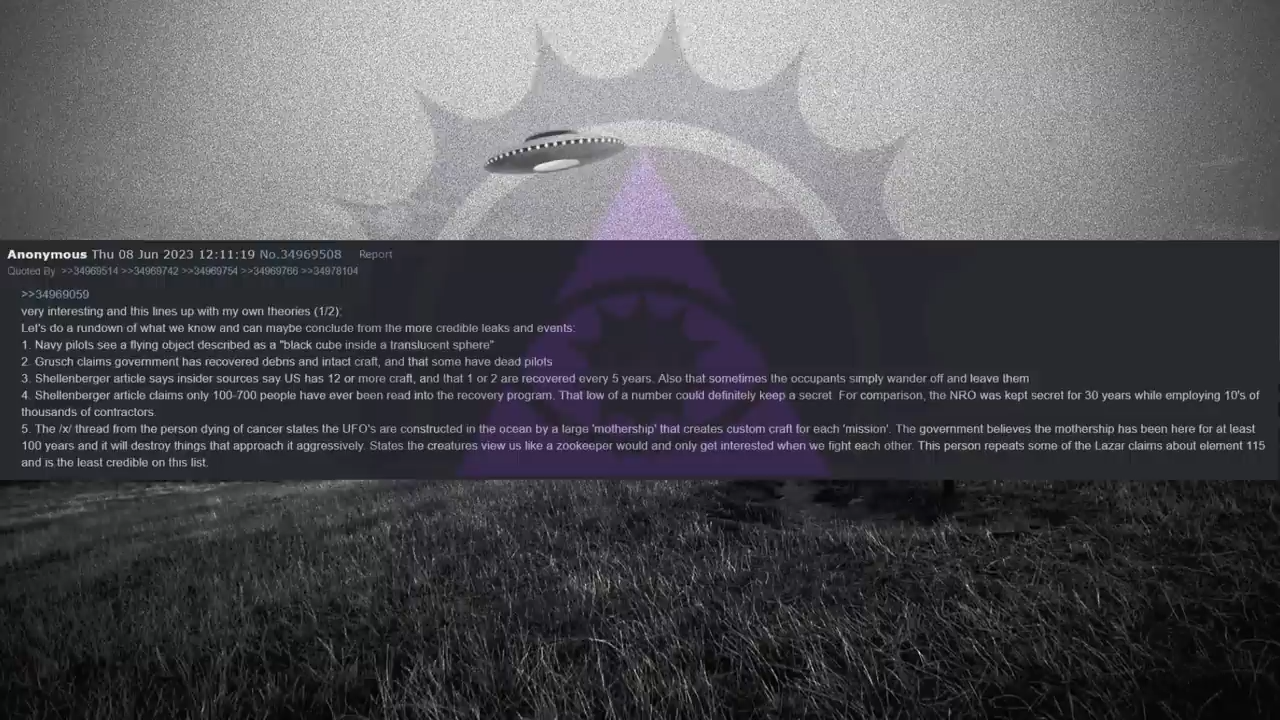 Anonymous Thu 08 Jun 2023 12:11:19 No.34969508 Report
Quoted By >>34969514 >>34969742 >>34969754 >>34969766 >>34978104
>>34969059
very interesting and this lines up with my own theories (1/2):
Let's do a rundown of what we know and can maybe conclude from the more credible leaks and events:
1. Navy pilots see a flying object described as a "black cube inside a translucent sphere"
2. Grusch claims government has recovered debris and intact craft, and that some have dead pilots
3. Shellenberger article says insider sources say US has 12 or more craft, and that 1 or 2 are recovered every 5 years. Also that sometimes the occupants simply wander off and leave them
4. Shellenberger article claims only 100-700 people have ever been read into the recovery program. That low of a number could definitely keep a secret. For comparison, the NRO was kept secret for 30 years while employing 10's of
thousands of contractors.
5. The /x/ thread from the person dying of cancer states the UFO's are constructed in the ocean by a large 'mothership' that creates custom craft for each 'mission'. The government believes the mothership has been here for at least
100 years and it will destroy things that approach it aggressively. States the creatures view us like a zookeeper would and only get interested when we fight each other. This person repeats some of the Lazar claims about element 115
and is the least credible on this list.